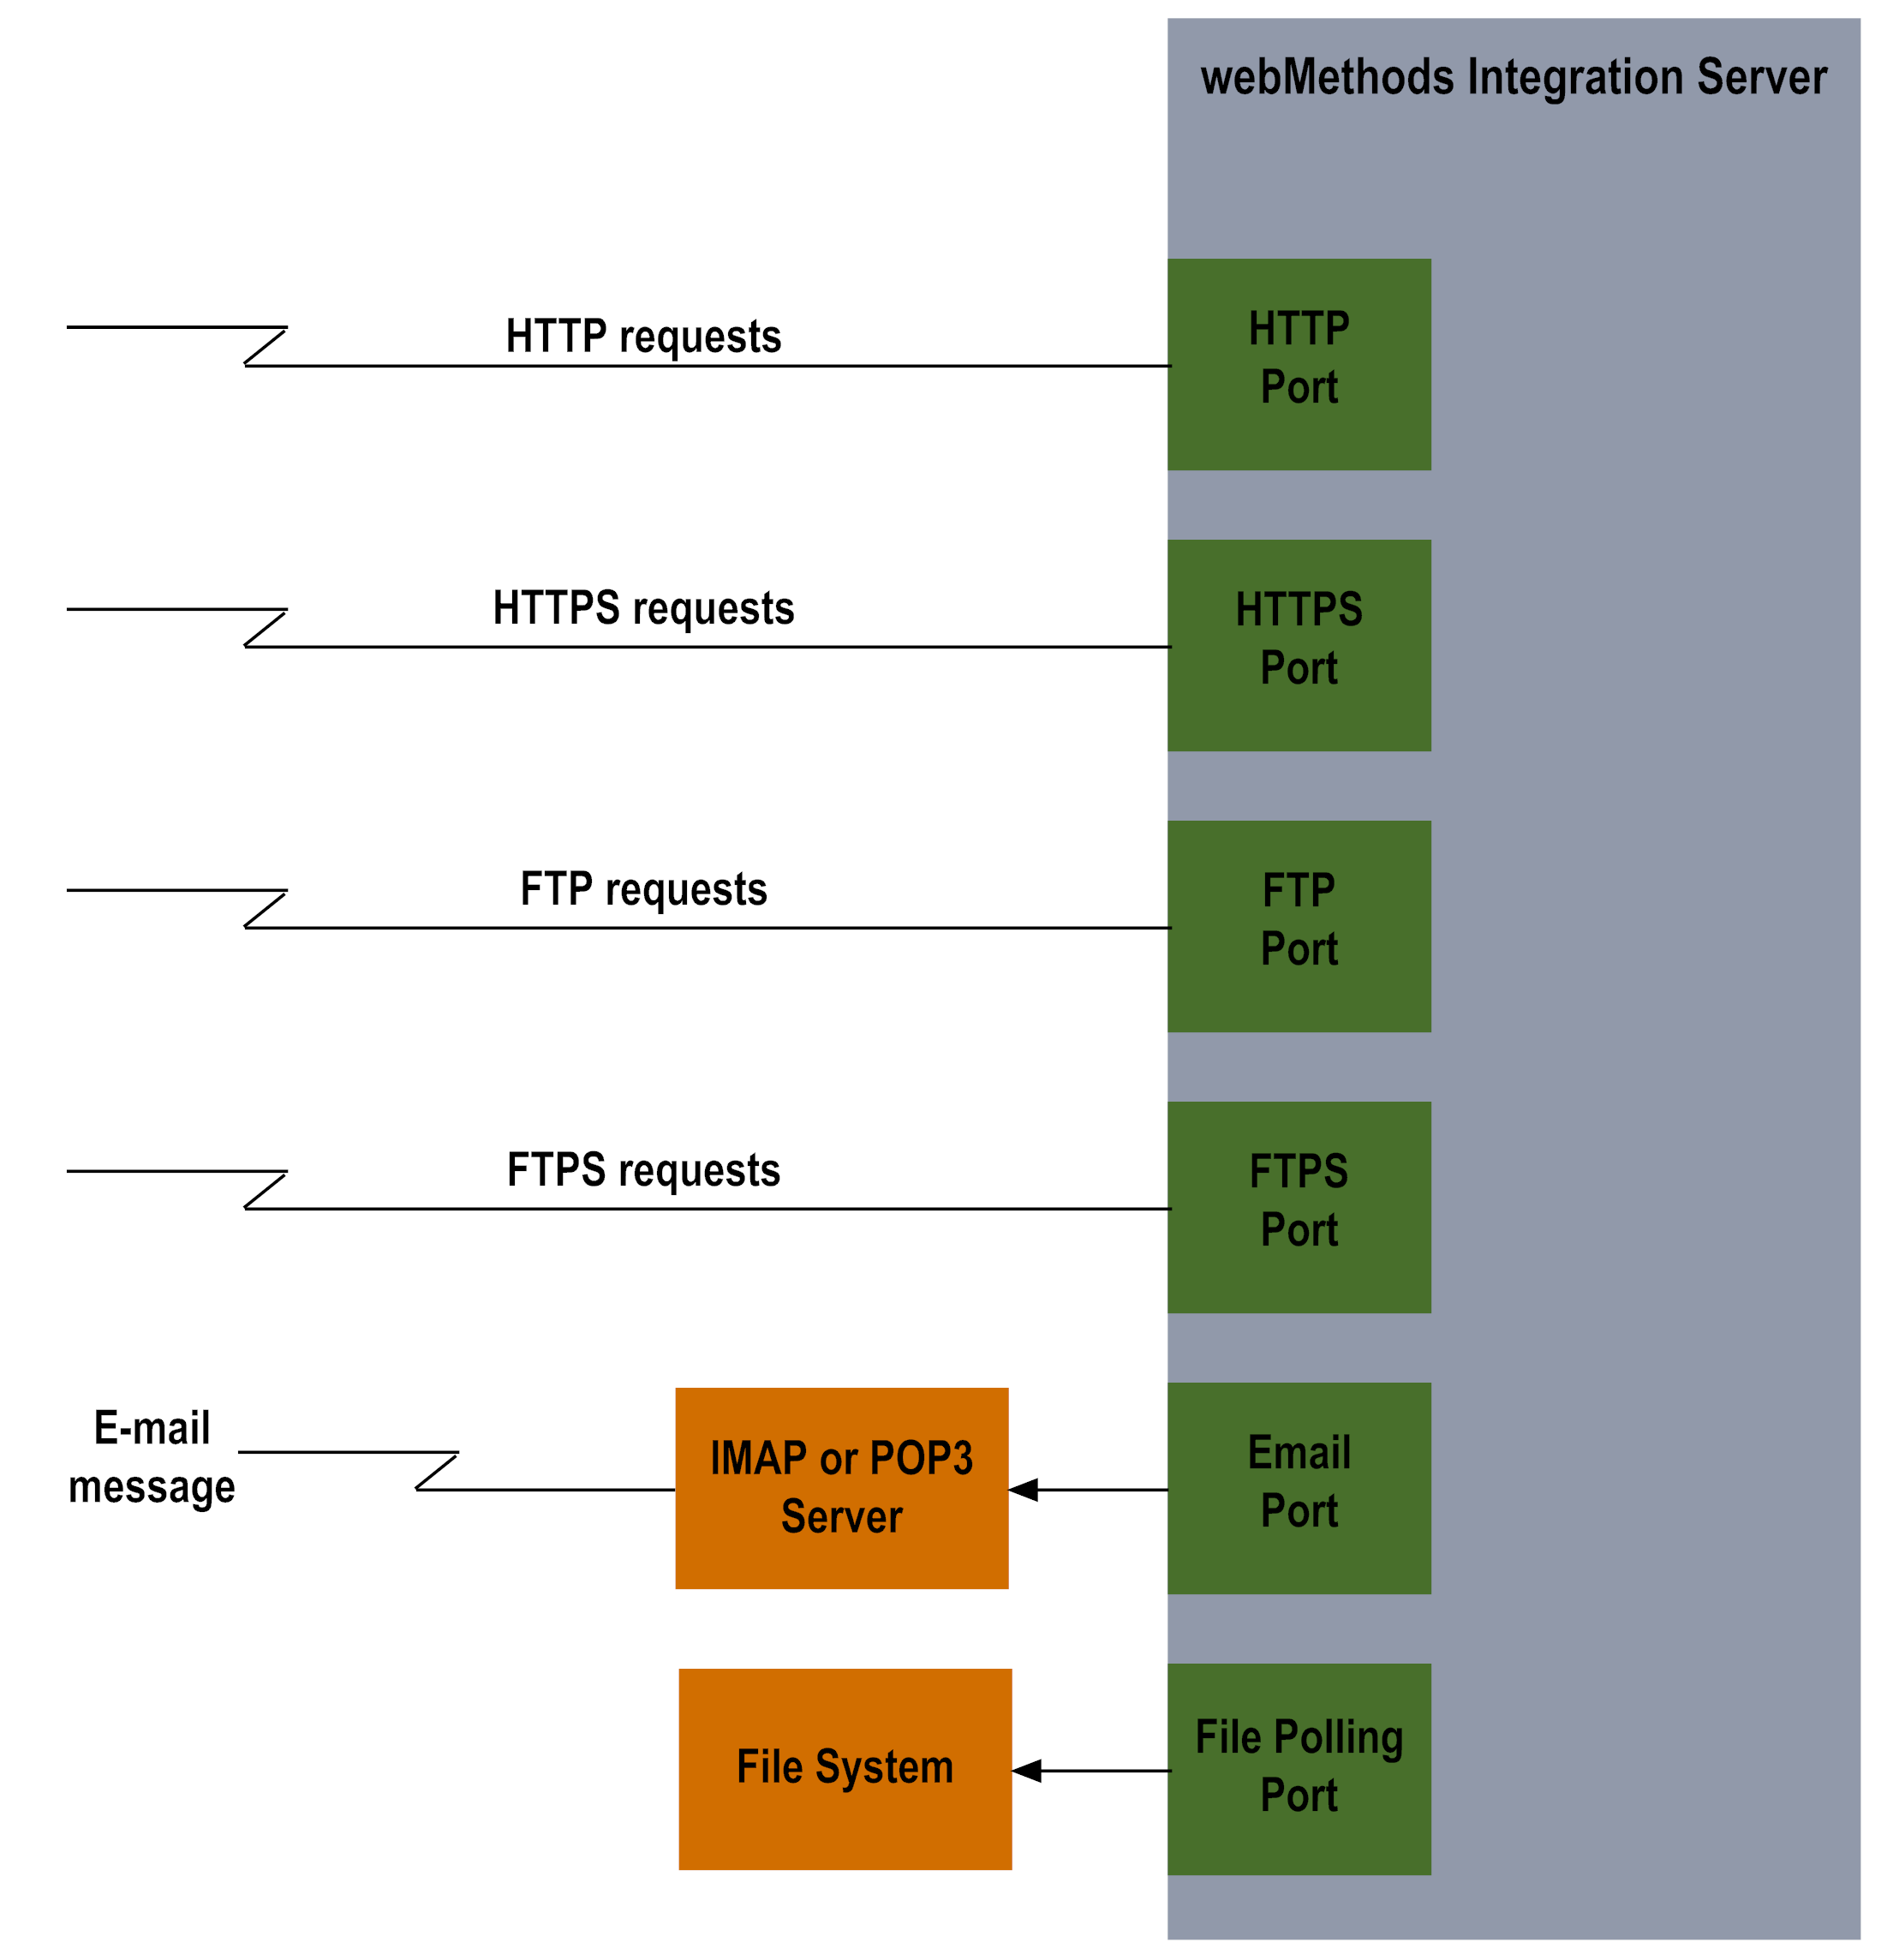 webMethods Integration Server
HTTP requests
HTTP
Port
HTTPS requests
HTTPS
Port
FTP requests
FTP
Port
FTPS requests
FTPS
Port
E-mail
message
IMAP or POP3
Server
Email
Port
File System
File Polling
Port